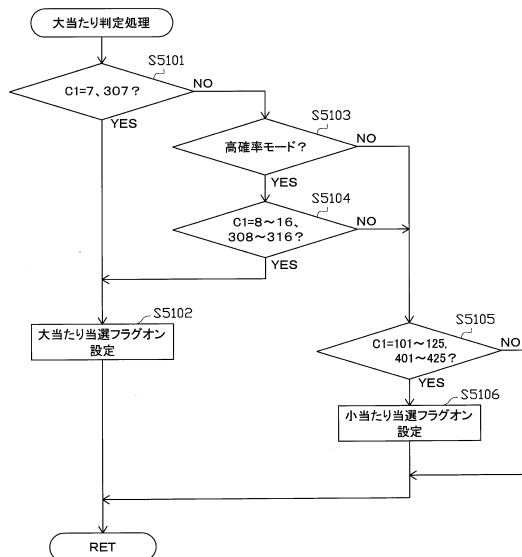 大当たり判定処理
S5101
C1=7、307?
NO
YES
S5103
高確率モード?
NO
YES
S5104
C1=8～16、
308～316?
NO
YES
S5102
大当たり当選フラグオン
設定
S5105
C1=101～125,
401～425?
NO
YES
S5106
小当たり当選フラグオン
設定
RET